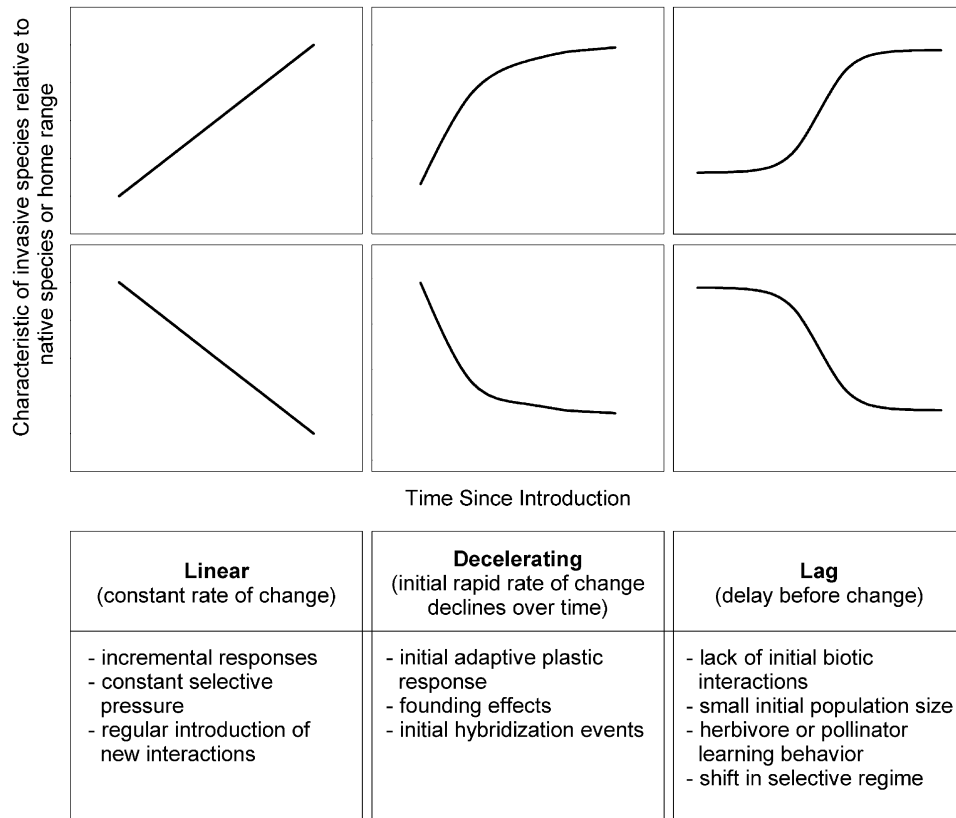 Characteristic of invasive species relative to
native species or home range
Time Since Introduction
Linear
(constant rate of change)
- incremental responses
- constant selective
pressure
- regular introduction of
new interactions
Decelerating
(initial rapid rate of change
declines over time)
- initial adaptive plastic
response
- founding effects
- initial hybridization events
Lag
(delay before change)
- lack of initial biotic
interactions
- small initial population size
- herbivore or pollinator
learning behavior
- shift in selective regime